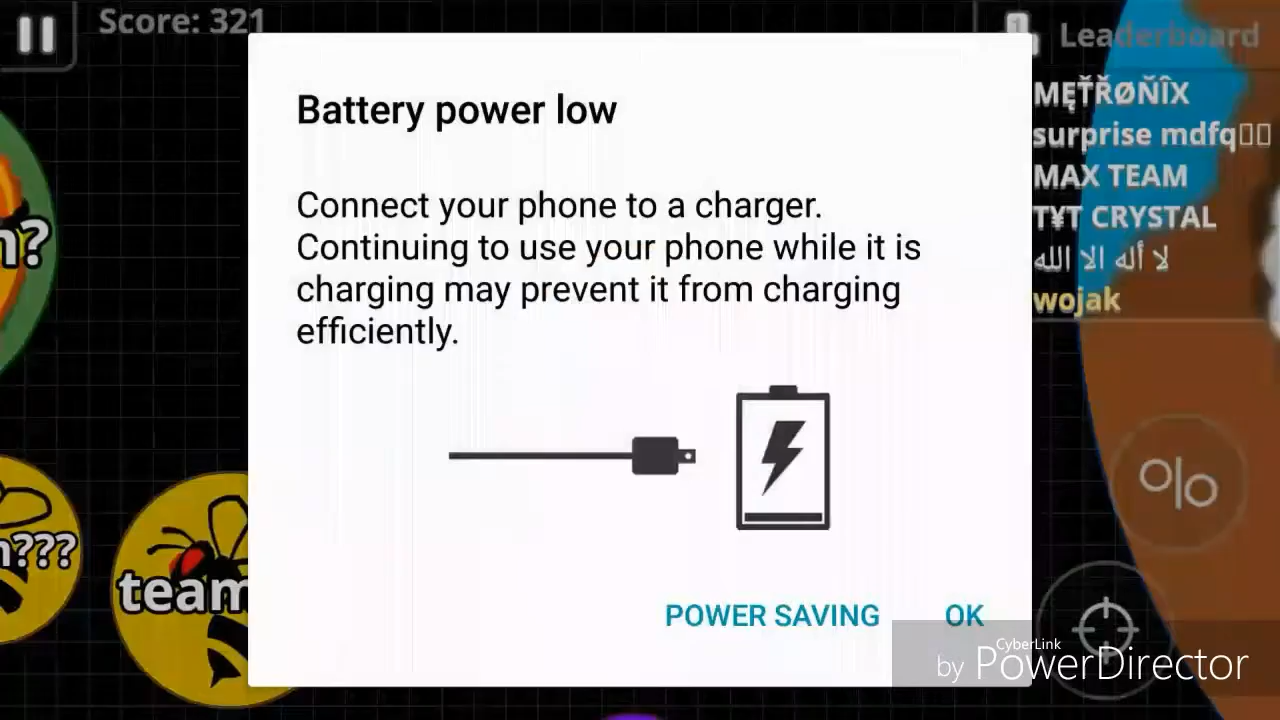 Score: 321
Leaderboard
MĘŤŘØŇÎX
surprise mdfq
MAX TEAM
T¥T CRYSTAL
لا أله الا الله
wojak
Battery power low
Connect your phone to a charger.
Continuing to use your phone while it is
charging may prevent it from charging
efficiently.
POWER SAVING OK
n?
n???
team
CyberLink
by PowerDirector